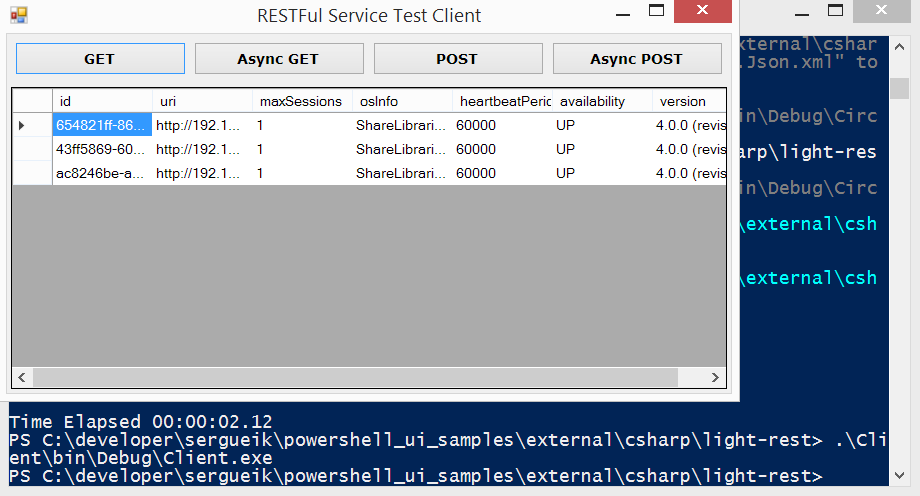 RESTFul Service Test Client
GET Async GET POST Async POST
id uri maxSessions osInfo heartbeatPeric availability version
654821ff-86... http://192.1... 1 ShareLibrari... 60000 UP 4.0.0 (revis
43ff5869-60... http://192.1... 1 ShareLibrari... 60000 UP 4.0.0 (revis
ac8246be-a... http://192.1... 1 ShareLibrari... 60000 UP 4.0.0 (revis
xternal\cshar
.Json.xml" to
in\Debug\Circ
arp\light-res
in\Debug\Circ
\external\csh
\external\csh
Time Elapsed 00:00:02.12
PS C:\developer\sergueik\powershell_ui_samples\external\csharp\light-rest> .\Cli
ent\bin\Debug\Client.exe
PS C:\developer\sergueik\powershell_ui_samples\external\csharp\light-rest>